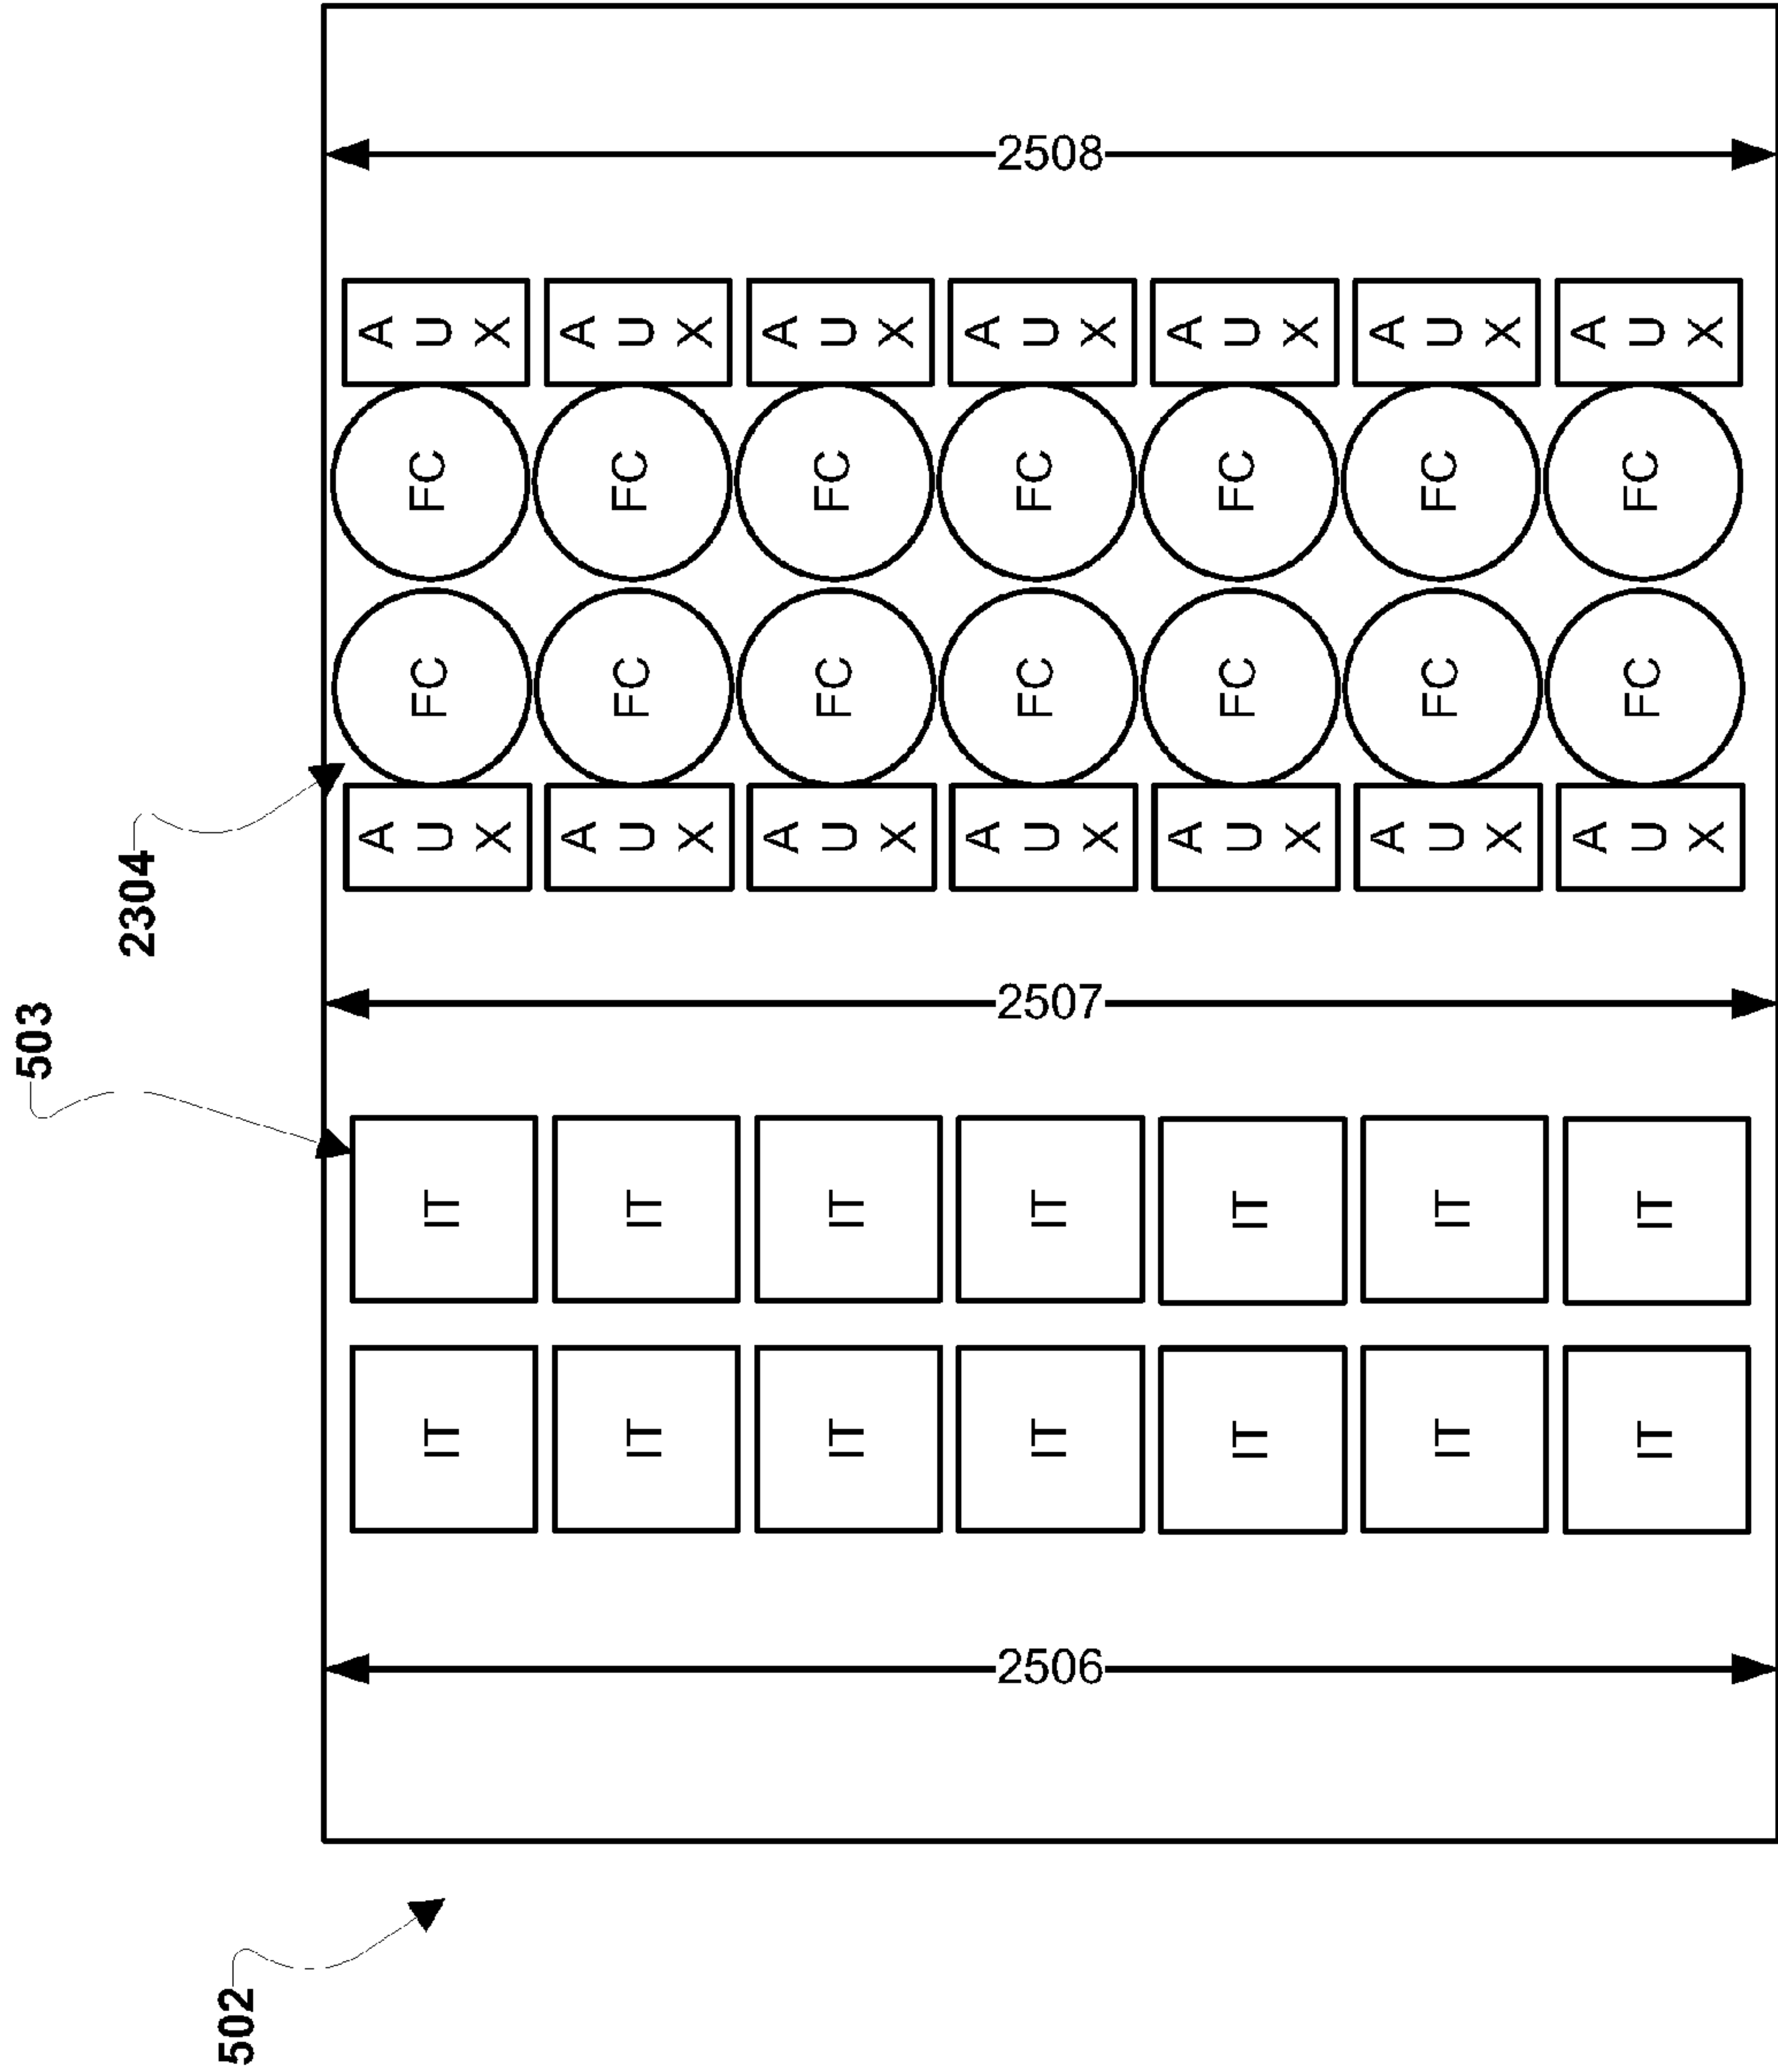 2508
AUX AUX AUX AUX AUX AUX AUX
FC FC FC FC FC FC FC
FC FC FC FC FC FC FC
AUX AUX AUX AUX AUX AUX AUX
2304
503
2507
IT IT IT IT IT IT IT
IT IT IT IT IT IT IT
2506
502